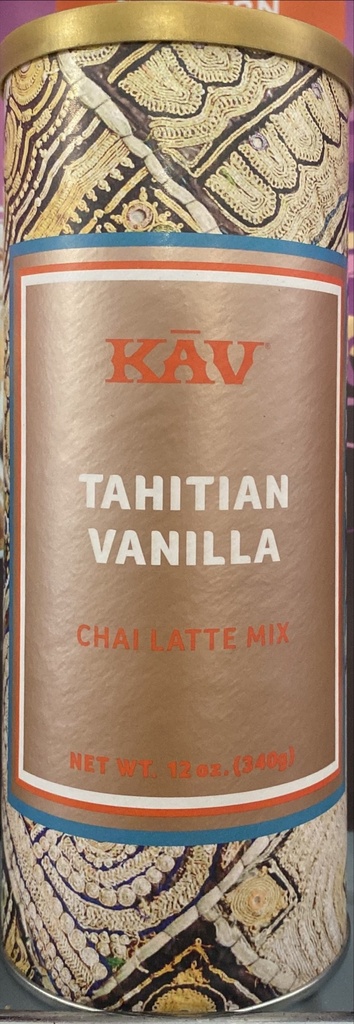 KĀV
TAHITIAN
VANILLA
CHAI LATTE MIX
NET WT. 12 oz. (340g)